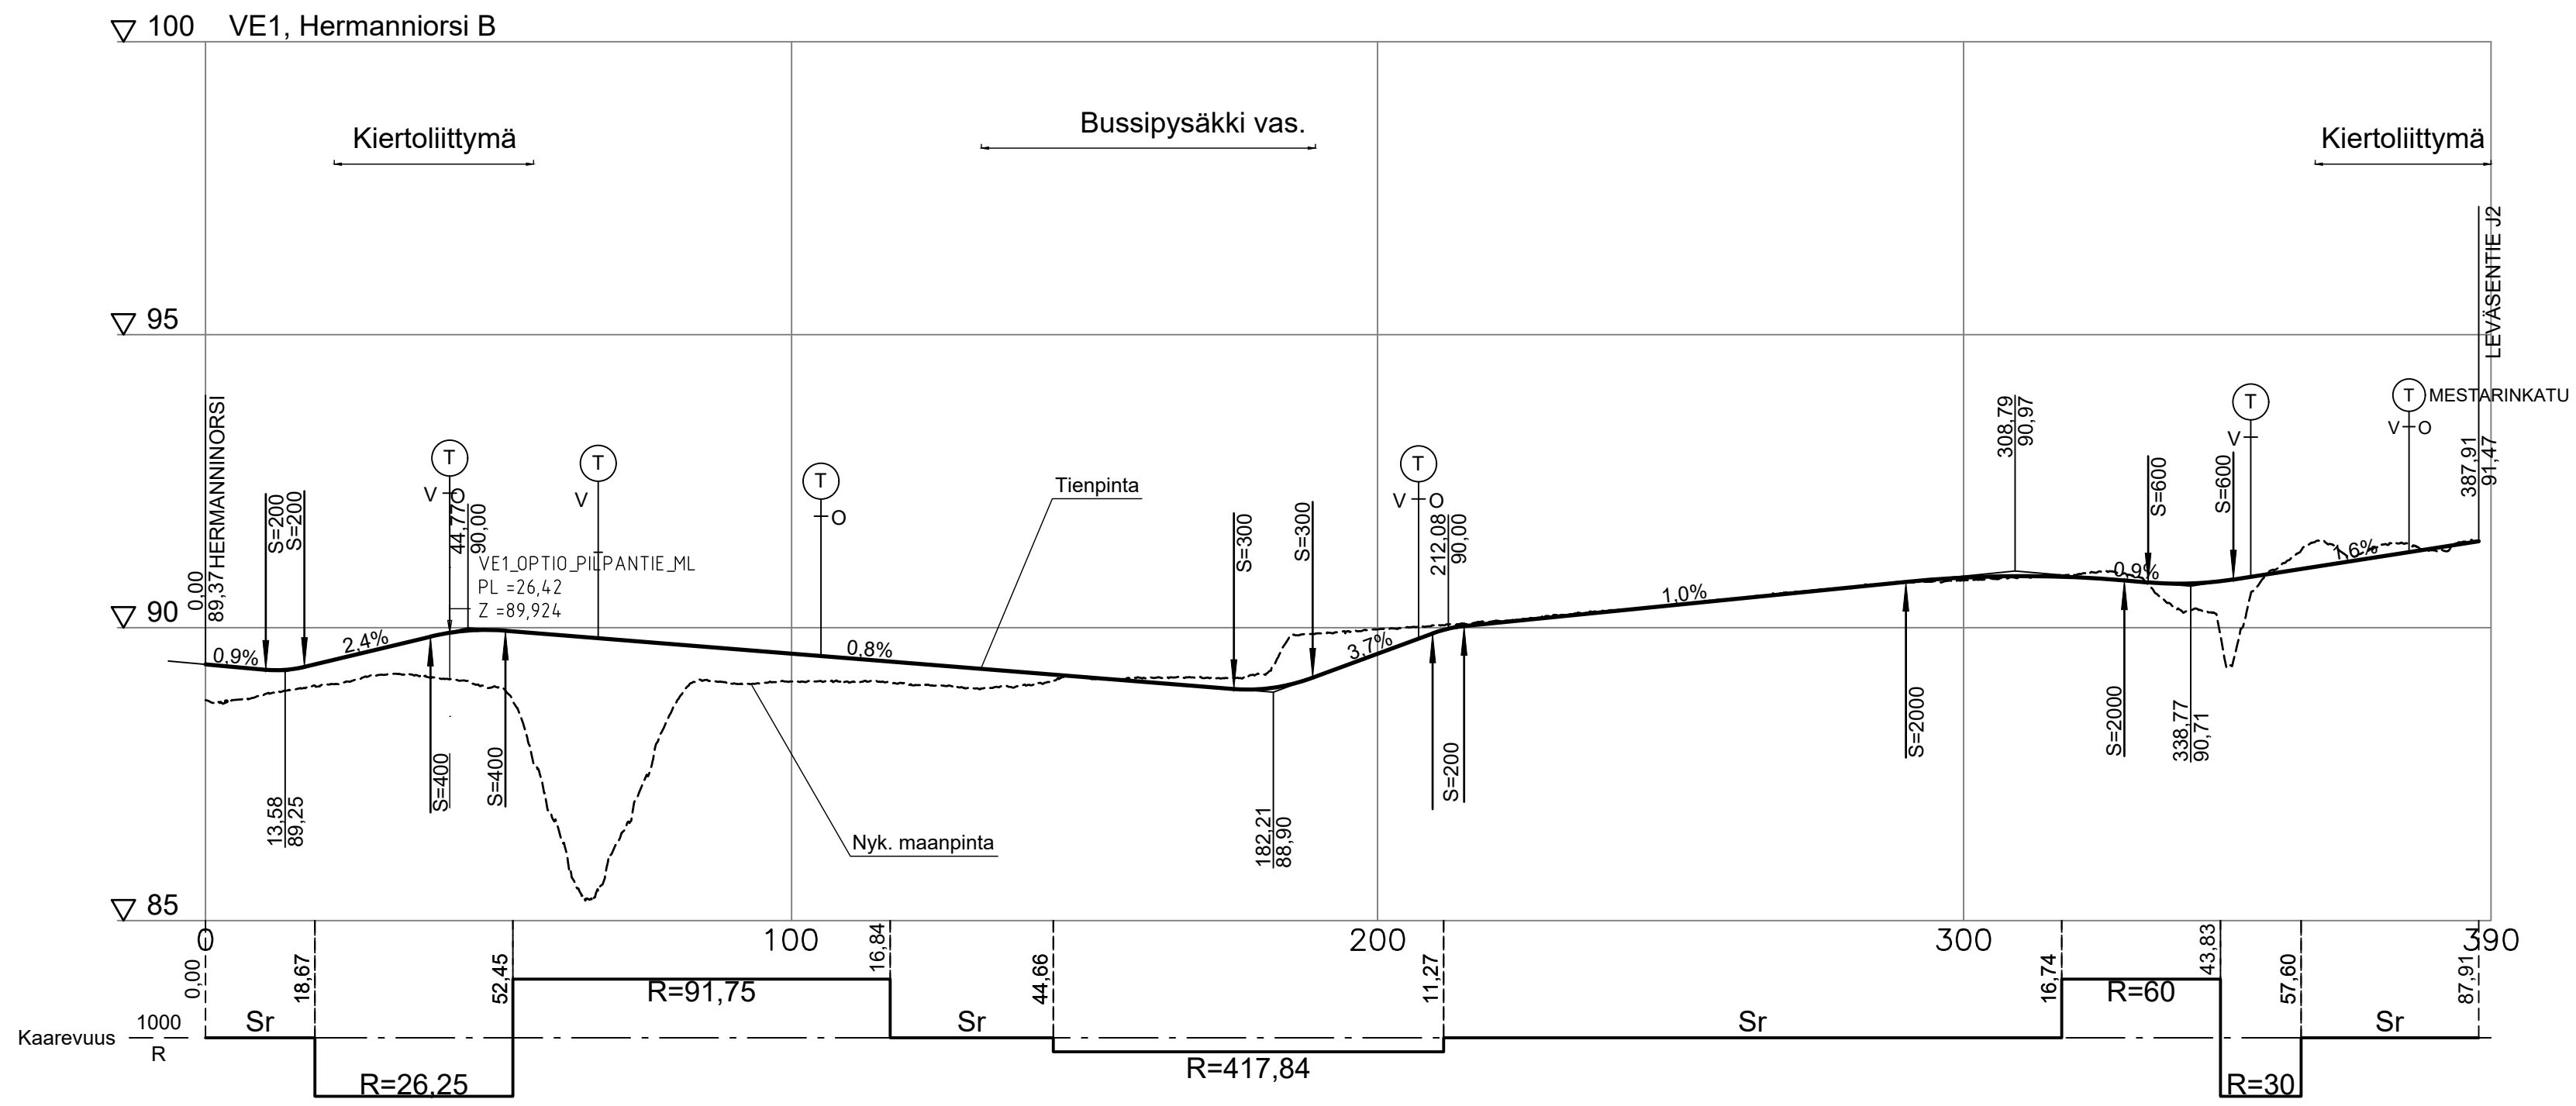 100 VE1, Hermanniorsi B
Kiertoliittymä
Bussipysäkki vas.
Kiertoliittymä
95
LEVÄSENTIE J2
T MESTARINKATU
V O
T
V
387,91
91,47
308,79
90,97
S=600
S=600
0,00
89,37 HERMANNINORSI
S=200
S=200
T
V O
44,77
90,00
VE1_OPTIO_PILPANTIE_ML
PL =26,42
Z =89,924
T
V
T
O
Tienpinta
S=300
S=300
T
V O
212,08
90,00
90
0,9%
2,4%
0,8%
3,7%
1,0%
0,9%
1,6%
13,58
89,25
S=400
S=400
Nyk. maanpinta
182,21
88,90
S=200
S=2000
S=2000
338,77
90,71
85
0 100 200 300 390
0,00
18,67
52,45
16,84
44,66
11,27
16,74
43,83
57,60
87,91
Kaarevuus 1000
R
Sr
R=26,25
R=91,75
Sr
R=417,84
Sr
R=60
R=30
Sr